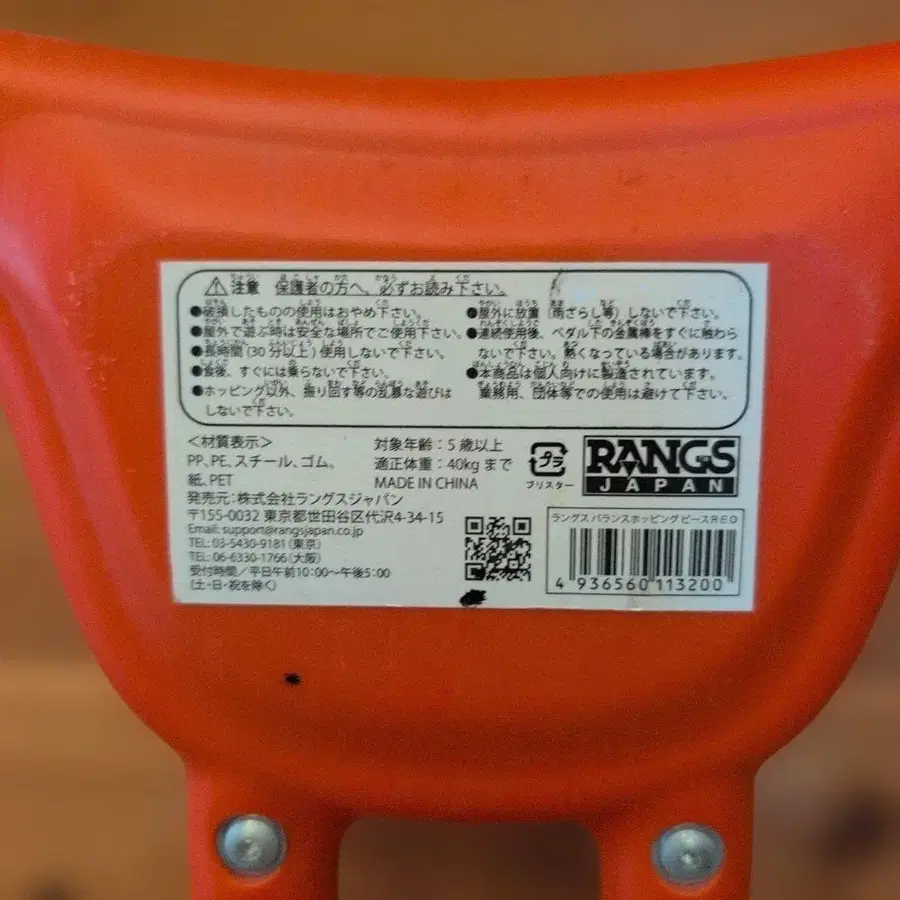 注意 保護者の方へ。必ずお読み下さい。
●破損したものの使用はおやめ下さい。
●屋外で遊ぶ時は安全な場所でご使用下さい。
●長時間(30分以上)使用しないで下さい。
●食後、すぐには乗らないで下さい。
●ホッピング以外、振り回す等の乱暴な遊びは
しないで下さい。
●屋外に放置(雨ざらし等)しないで下さい。
●連続使用後、ペダル下の金属棒をすぐに触わら
ないで下さい。熱くなっている場合があります。
●本商品は個人向けに製造されています。
業務用、団体等での使用は避けて下さい。
<材質表示>
PP、PE、スチール、ゴム、
紙、PET
対象年齢:5歳以上
適正体重:40kgまで
MADE IN CHINA
プラ
ブリスター
RANGS
JAPAN
発売元:株式会社ラングスジャパン
〒155-0032 東京都世田谷区代沢4-34-15
Email: support@rangsjapan.co.jp
TEL: 03-5430-9181(東京)
TEL: 06-6330-1766(大阪)
受付時間/平日午前10:00~午後5:00
(土・日・祝を除く)
ラングス バランスホッピング ピース RED
4 936560 113200